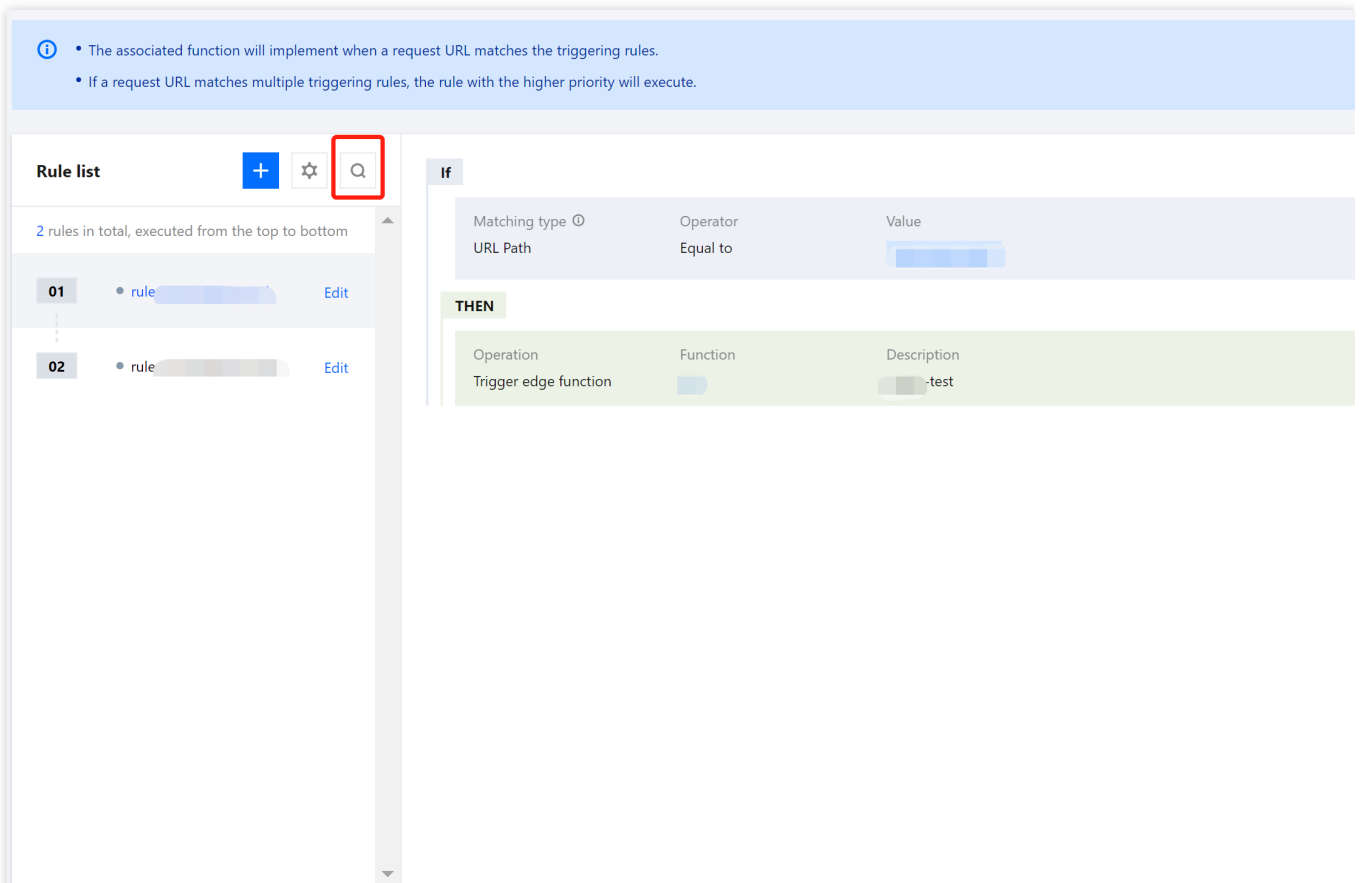 The associated function will implement when a request URL matches the triggering rules.
If a request URL matches multiple triggering rules, the rule with the higher priority will execute.
Rule list
2 rules in total, executed from the top to bottom
01 rule Edit
02 rule Edit
If
Matching type Operator Value
URL Path Equal to
THEN
Operation Function Description
Trigger edge function -test